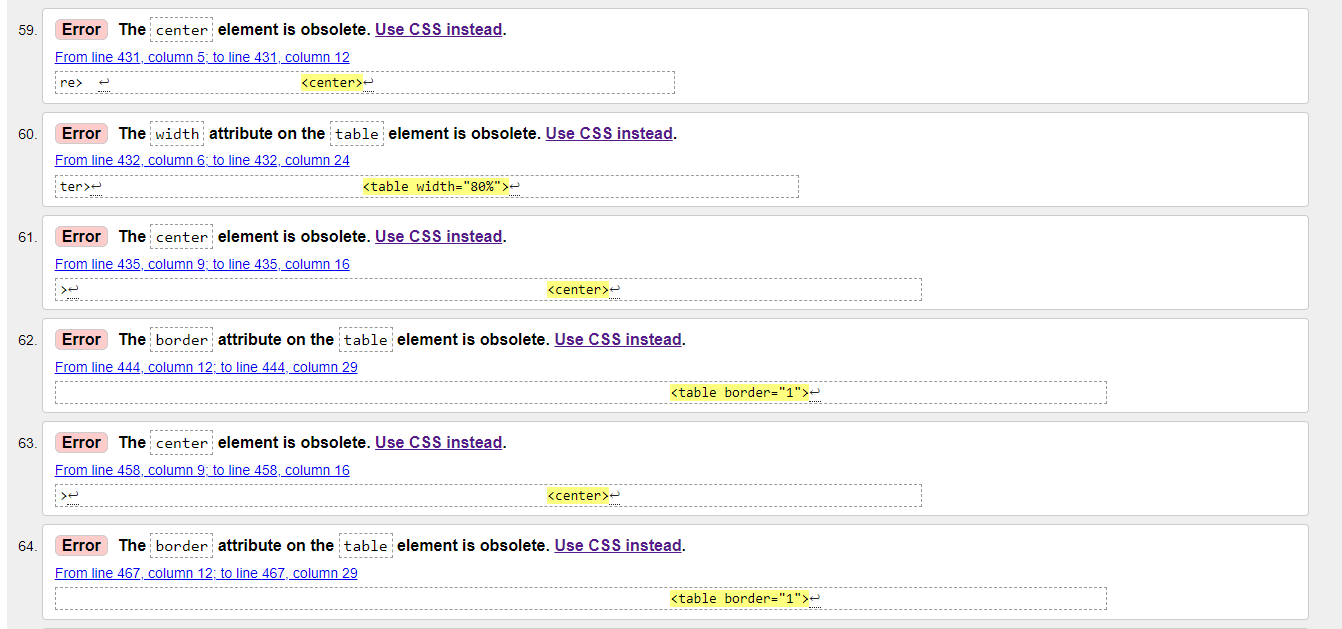 59. Error The center element is obsolete. Use CSS instead.
From line 431, column 5; to line 431, column 12
re> ↩ <center>↩
60. Error The width attribute on the table element is obsolete. Use CSS instead.
From line 432, column 6; to line 432, column 24
ter>↩ <table width="80%">↩
61. Error The center element is obsolete. Use CSS instead.
From line 435, column 9; to line 435, column 16
>↩ <center>↩
62. Error The border attribute on the table element is obsolete. Use CSS instead.
From line 444, column 12; to line 444, column 29
<table border="1">↩
63. Error The center element is obsolete. Use CSS instead.
From line 458, column 9; to line 458, column 16
>↩ <center>↩
64. Error The border attribute on the table element is obsolete. Use CSS instead.
From line 467, column 12; to line 467, column 29
<table border="1">↩